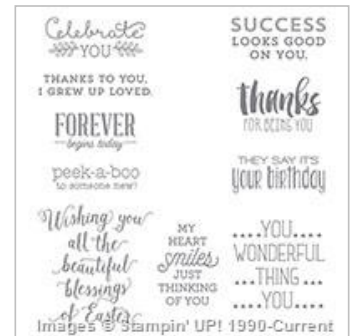 Celebrate
YOU
THANKS TO YOU,
I GREW UP LOVED.
FOREVER
begins today
peek-a-boo
to someone new!
Wishing you
all the
beautiful
blessings
of Easter
SUCCESS
LOOKS GOOD
ON YOU.
thanks
FOR BEING YOU
THEY SAY IT'S
your birthday
MY
HEART
smiles
JUST
THINKING
OF YOU
....YOU....
WONDERFUL
...THING...
....YOU....
Images © Stampin' UP! 1990-Current